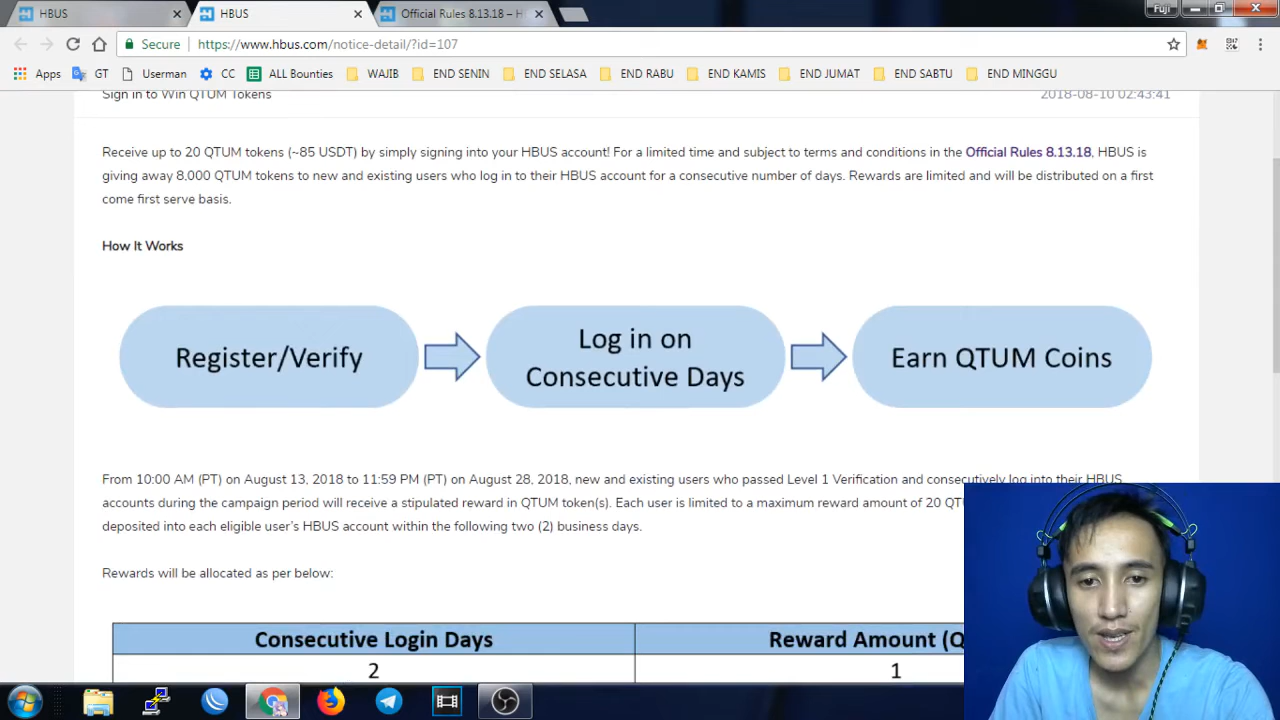 HBUS
HBUS
Official Rules 8.13.18 – H
Fuji
Secure
https://www.hbus.com/notice-detail/?id=107
Apps
GT
Userman
CC
ALL Bounties
WAJIB
END SENIN
END SELASA
END RABU
END KAMIS
END JUMAT
END SABTU
END MINGGU
Sign in to Win QTUM Tokens
2018-08-10 02:43:41
Receive up to 20 QTUM tokens (~85 USDT) by simply signing into your HBUS account! For a limited time and subject to terms and conditions in the Official Rules 8.13.18, HBUS is
giving away 8,000 QTUM tokens to new and existing users who log in to their HBUS account for a consecutive number of days. Rewards are limited and will be distributed on a first
come first serve basis.
How It Works
Register/Verify
Log in on
Consecutive Days
Earn QTUM Coins
From 10:00 AM (PT) on August 13, 2018 to 11:59 PM (PT) on August 28, 2018, new and existing users who passed Level 1 Verification and consecutively log into their HBUS
accounts during the campaign period will receive a stipulated reward in QTUM token(s). Each user is limited to a maximum reward amount of 20 QTU
deposited into each eligible user's HBUS account within the following two (2) business days.
Rewards will be allocated as per below:
Consecutive Login Days
Reward Amount (Q
2
1